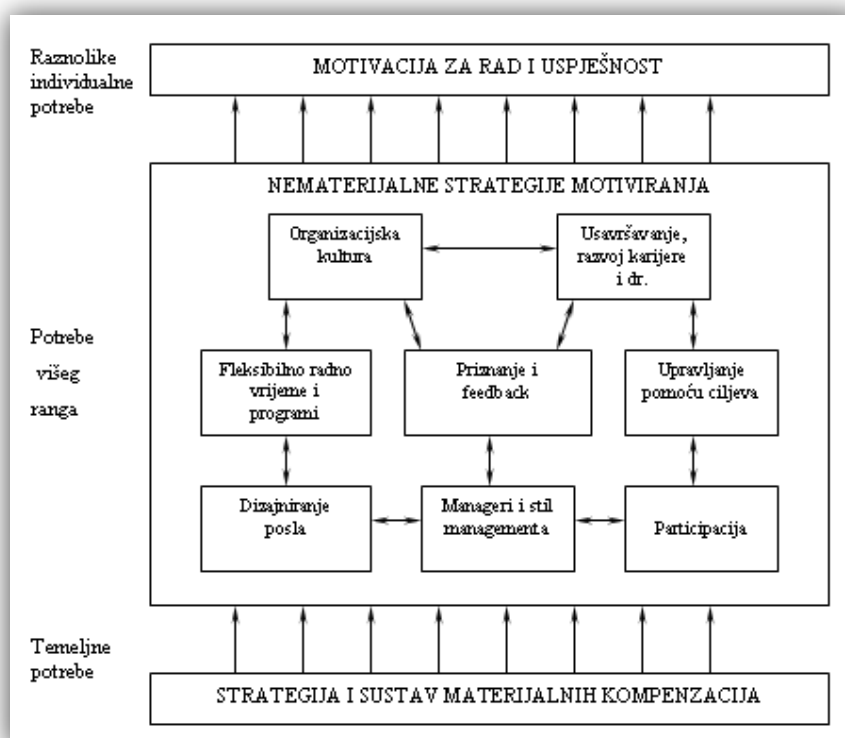 Raznolike
individualne
potrebe
MOTIVACIJA ZA RAD I USPJEŠNOST
NEMATERIJALNE STRATEGIJE MOTIVIRANJA
Organizacijska
kultura
Usavršavanje,
razvoj karijere
i dr.
Potrebe
višeg
ranga
Fleksibilno radno
vrijeme i
programi
Priznanje i
feedback
Upravljanje
pomoću ciljeva
Dizajniranje
posla
Manageri i stil
managementa
Participacija
Temeljne
potrebe
STRATEGIJA I SUSTAV MATERIJALNIH KOMPENZACIJA